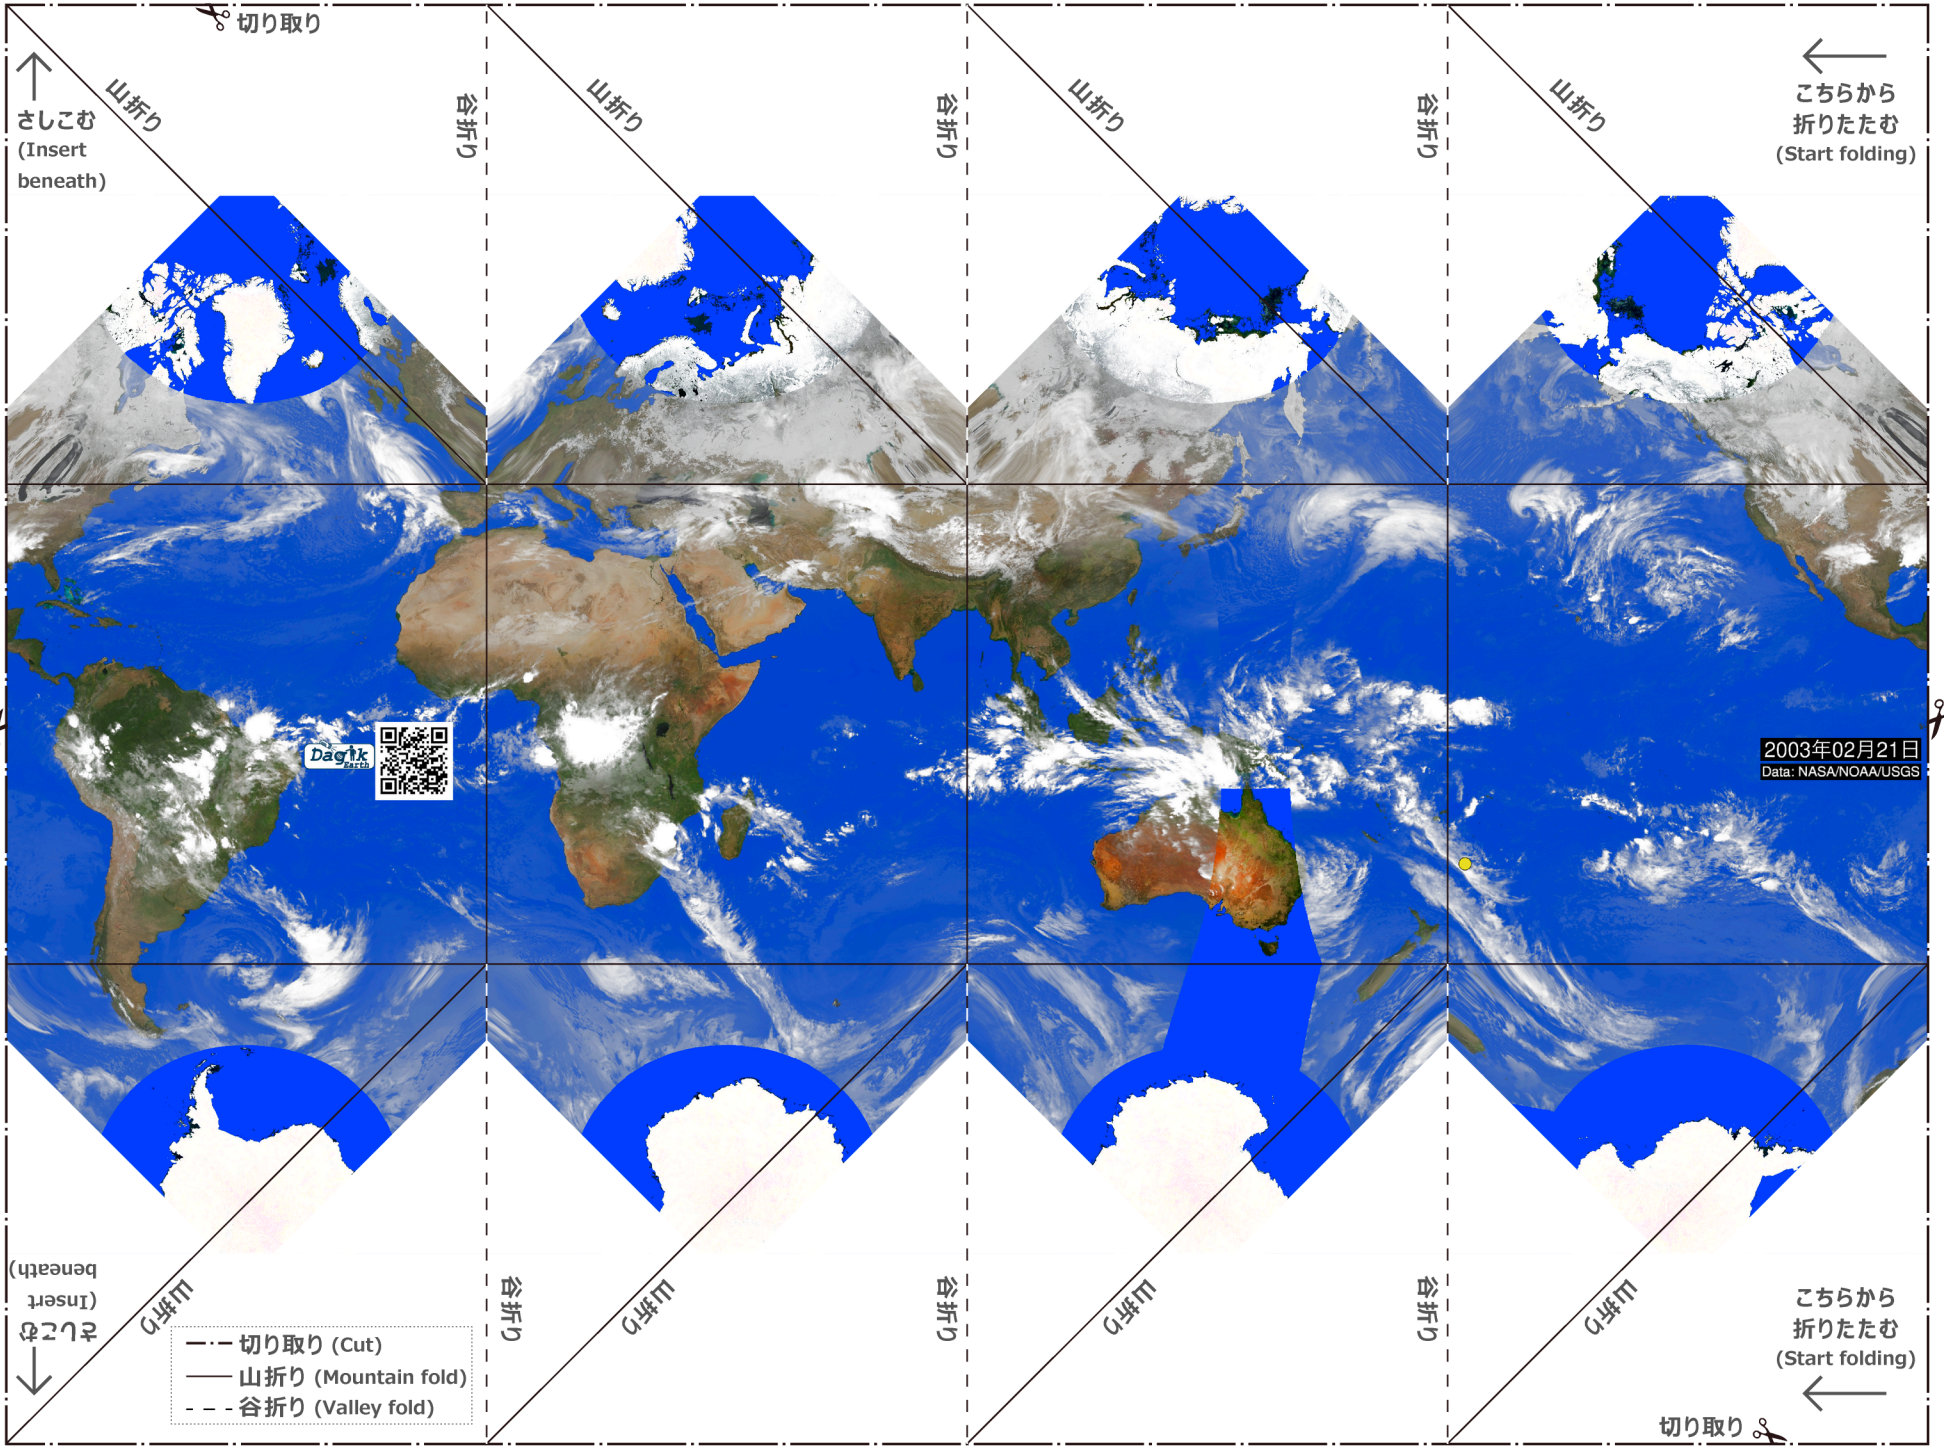 切り取り
山折り
谷折り
山折り
谷折り
山折り
谷折り
山折り
さしこむ
(Insert
beneath)
こちらから
折りたたむ
(Start folding)
Dagik
Earth
2003年02月21日
Data: NASA/NOAA/USGS
さしこむ
(Insert
beneath)
山折り
谷折り
山折り
谷折り
山折り
谷折り
山折り
こちらから
折りたたむ
(Start folding)
切り取り (Cut)
山折り (Mountain fold)
谷折り (Valley fold)
切り取り